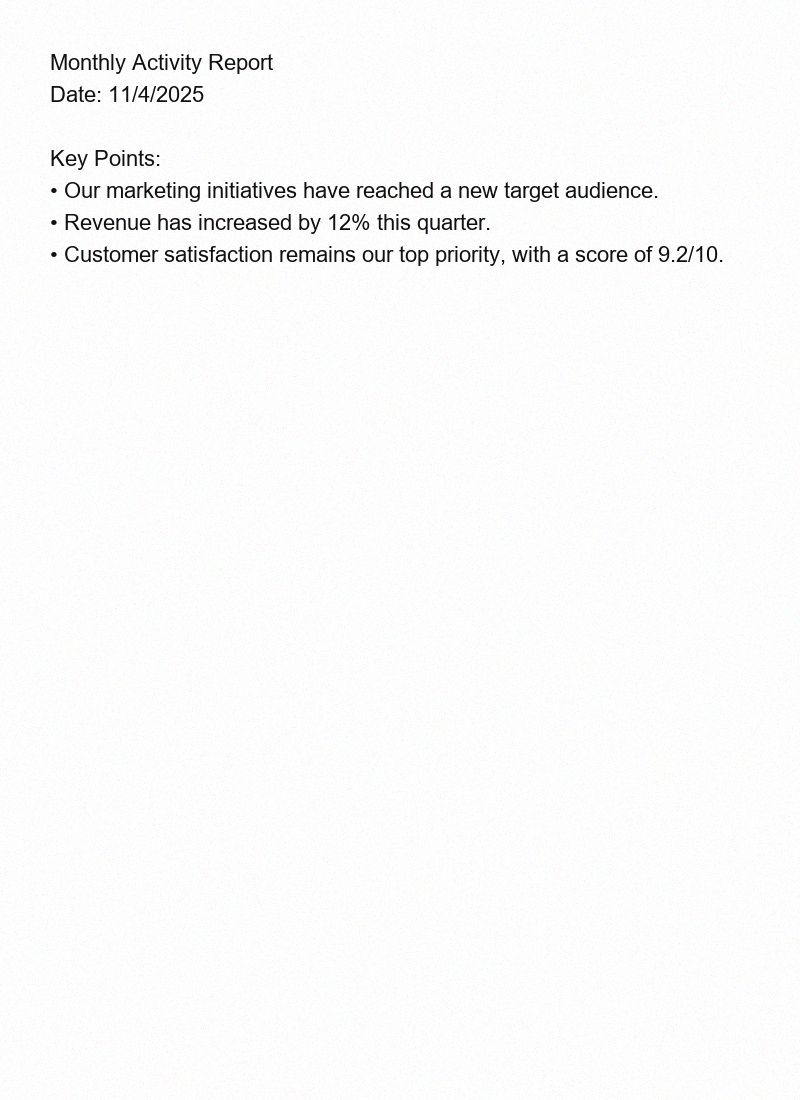 Monthly Activity Report
Date: 11/4/2025
Key Points:
• Our marketing initiatives have reached a new target audience.
• Revenue has increased by 12% this quarter.
• Customer satisfaction remains our top priority, with a score of 9.2/10.